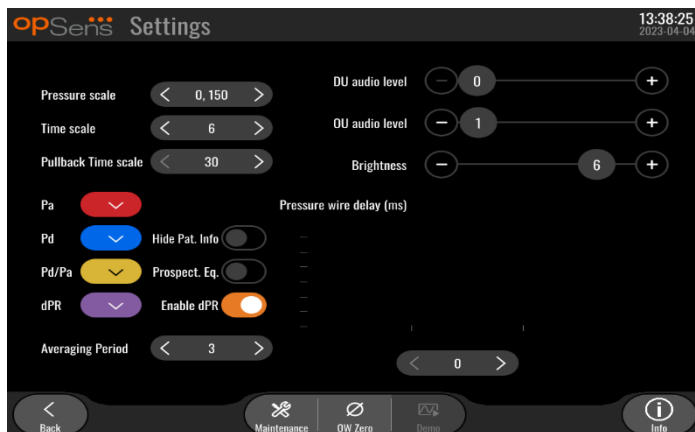 opSens Settings
13:38:25
2023-04-04
Pressure scale
0, 150
Time scale
6
Pullback Time scale
30
DU audio level
0
OU audio level
1
Brightness
6
Pa
Pd
Pd/Pa
dPR
Hide Pat. Info
Prospect. Eq.
Enable dPR
Pressure wire delay (ms)
Averaging Period
3
0
Back
Maintenance
OW Zero
Demo
Info